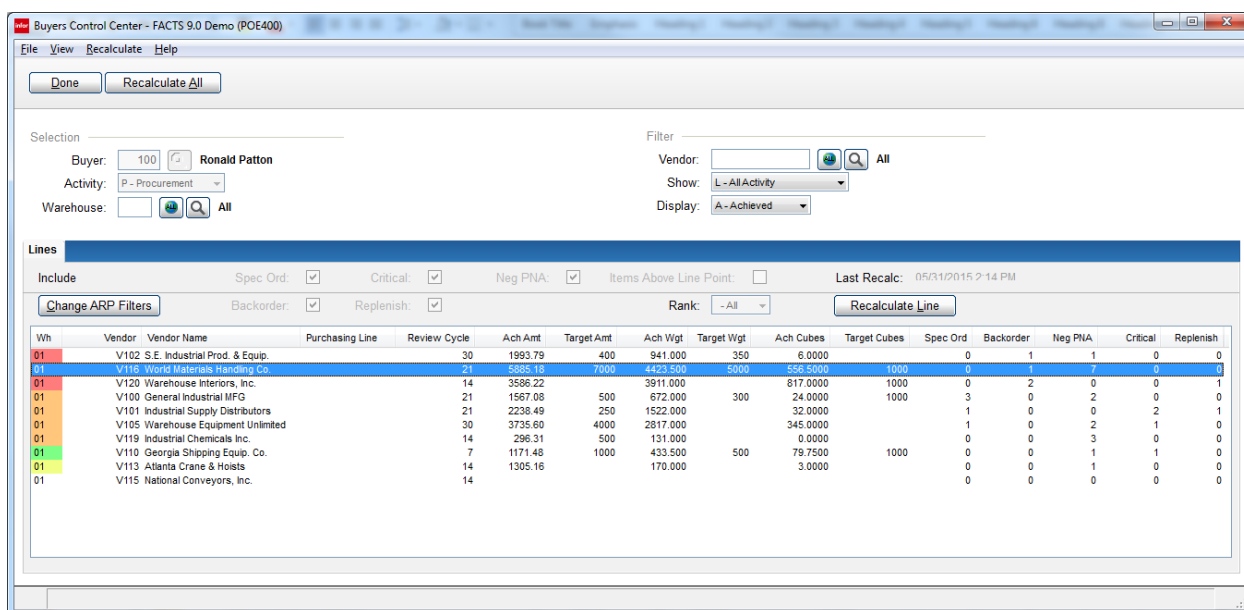 infor Buyers Control Center - FACTS 9.0 Demo (POE400)
File View Recalculate Help
Done Recalculate All
Selection Filter
Buyer: 100 Ronald Patton Vendor: All
Activity: P - Procurement Show: L - All Activity
Warehouse: All Display: A - Achieved
Lines
Include Spec Ord: Critical: Neg PNA: Items Above Line Point: Last Recalc: 05/31/2015 2:14 PM
Change ARP Filters Backorder: Replenish: Rank: - All Recalculate Line
Wh Vendor Vendor Name Purchasing Line Review Cycle Ach Amt Target Amt Ach Wgt Target Wgt Ach Cubes Target Cubes Spec Ord Backorder Neg PNA Critical Replenish
01 V102 S.E. Industrial Prod. & Equip. 30 1993.79 400 941.000 350 6.0000 0 1 1 0 0
01 V116 World Materials Handling Co. 21 5885.18 7000 4423.500 5000 556.5000 1000 0 1 7 0 0
01 V120 Warehouse Interiors, Inc. 14 3586.22 3911.000 817.0000 1000 0 2 0 0 1
01 V100 General Industrial MFG 21 1567.08 500 672.000 300 24.0000 1000 3 0 2 0 0
01 V101 Industrial Supply Distributors 21 2238.49 250 1522.000 32.0000 1 0 0 2 1
01 V105 Warehouse Equipment Unlimited 30 3735.60 4000 2817.000 345.0000 1 0 2 1 0
01 V119 Industrial Chemicals Inc. 14 296.31 500 131.000 0.0000 0 0 3 0 0
01 V110 Georgia Shipping Equip. Co. 7 1171.48 1000 433.500 500 79.7500 1000 0 0 1 1 0
01 V113 Atlanta Crane & Hoists 14 1305.16 170.000 3.0000 0 0 1 0 0
01 V115 National Conveyors, Inc. 14 0 0 0 0 0